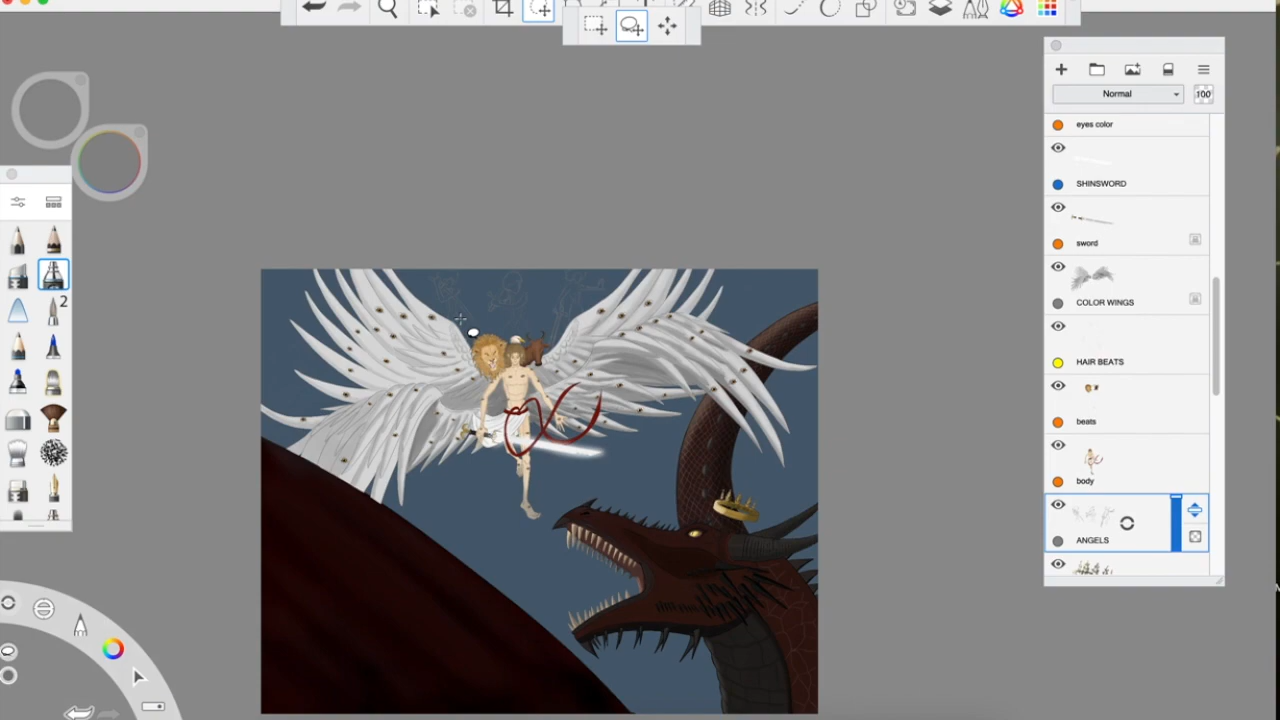 Normal
100
eyes color
SHINSWORD
sword
COLOR WINGS
HAIR BEATS
beats
body
ANGELS
2